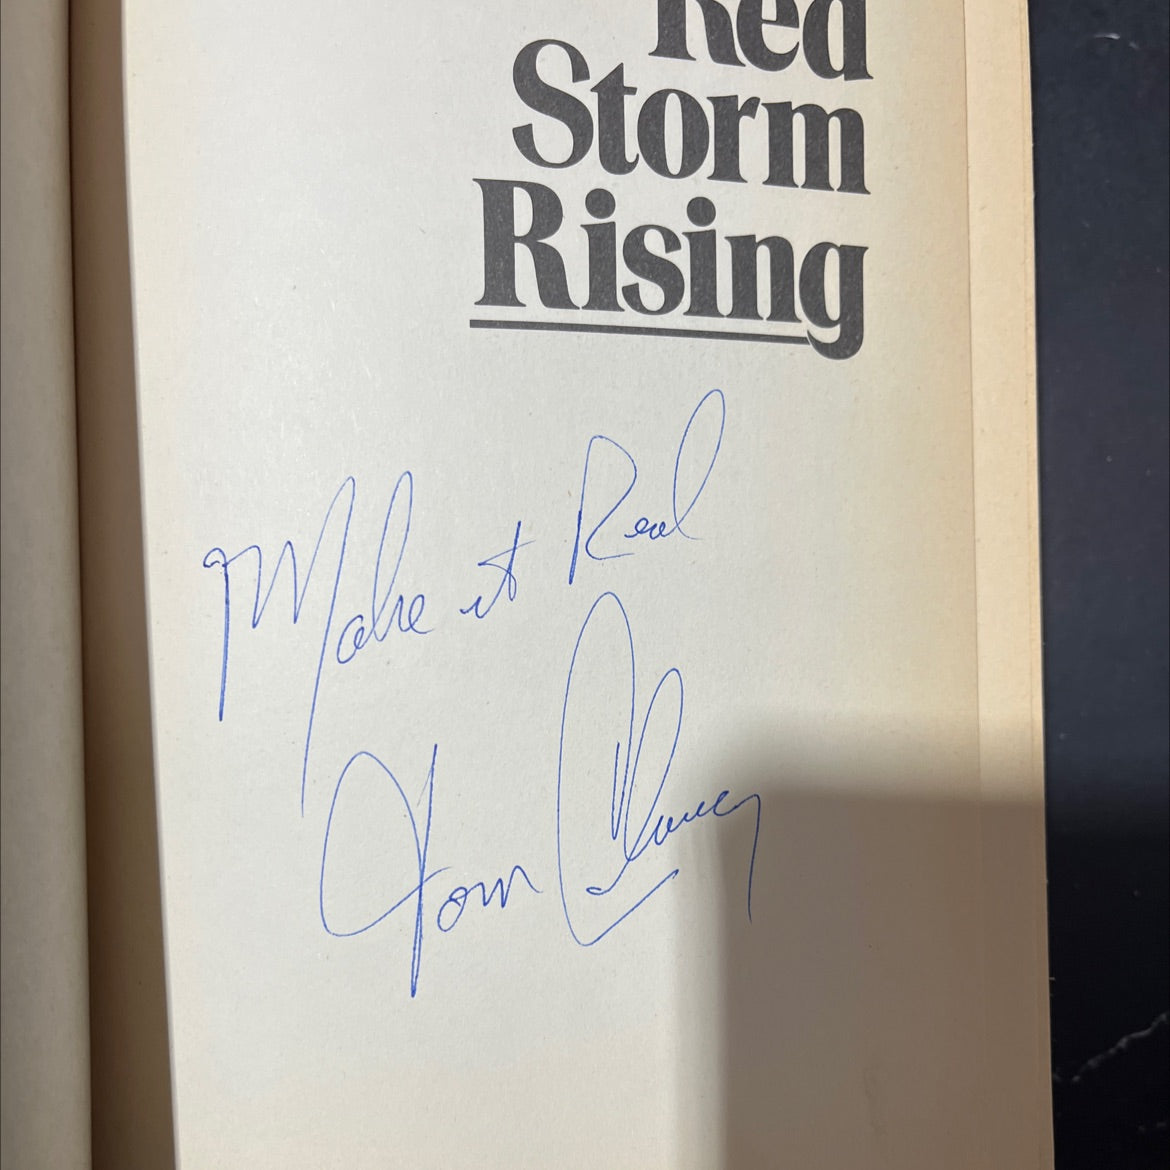 Red
Storm
Rising
Make it Real
Tom Clancy